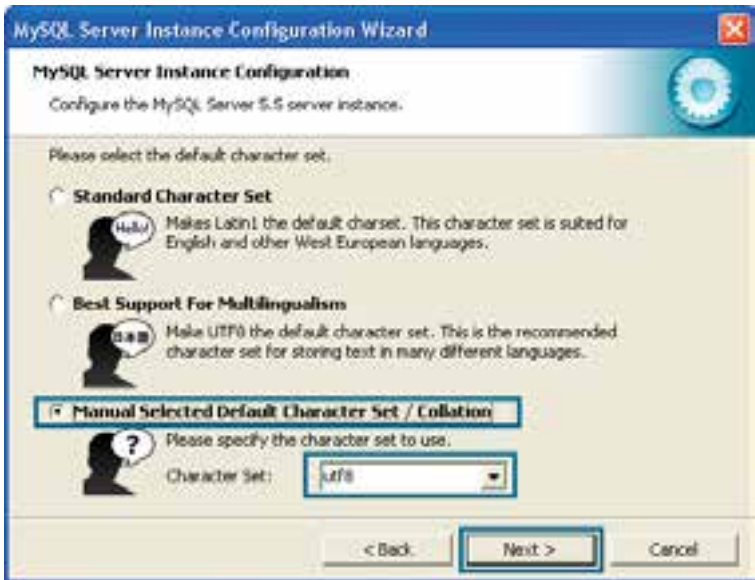 MySQL Server Instance Configuration Wizard
MySQL Server Instance Configuration
Configure the MySQL Server 5.5 server instance.
Please select the default character set.
Standard Character Set
Hello!
Makes Latin1 the default charset. This character set is suited for
English and other West European languages.
Best Support For Multilingualism
日本語
Make UTF8 the default character set. This is the recommended
character set for storing text in many different languages.
Manual Selected Default Character Set / Collation
?
Please specify the character set to use.
Character Set:
utf8
< Back
Next >
Cancel